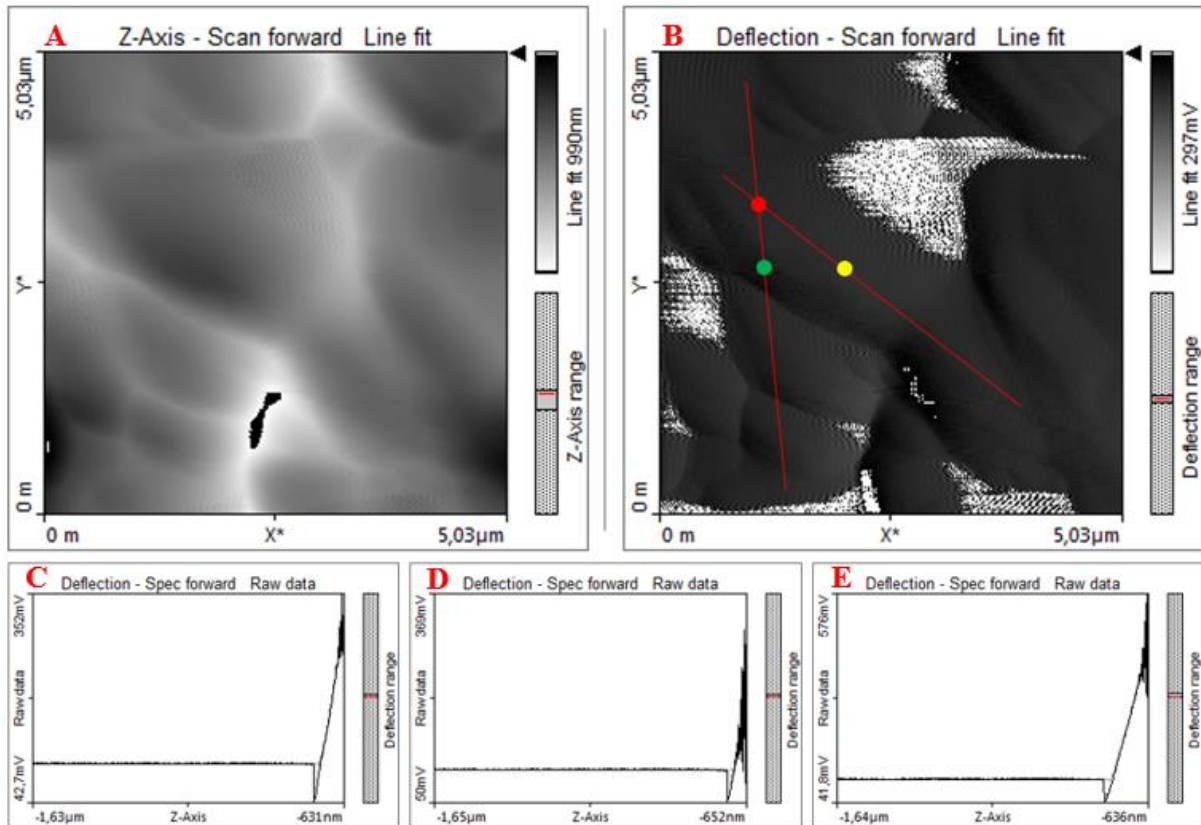 A
Z-Axis - Scan forward Line fit
5,03µm
Y*
0 m
0 m
X*
5,03µm
Line fit 990nm
Z-Axis range
B
Deflection - Scan forward Line fit
5,03µm
Y*
0 m
0 m
X*
5,03µm
Line fit 297mV
Deflection range
C
Deflection - Spec forward Raw data
352mV
Raw data
42,7mV
-1,63µm
Z-Axis
-631nm
Deflection range
D
Deflection - Spec forward Raw data
369mV
Raw data
50mV
-1,65µm
Z-Axis
-652nm
Deflection range
E
Deflection - Spec forward Raw data
576mV
Raw data
41,8mV
-1,64µm
Z-Axis
-636nm
Deflection range